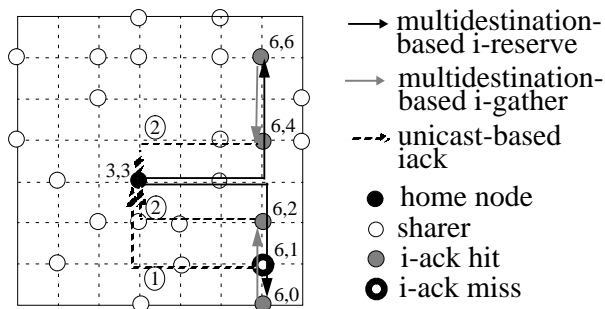 6,6
2
6,4
3,3
2
6,2
6,1
1
6,0
multidestination-
based i-reserve
multidestination-
based i-gather
unicast-based
iack
home node
sharer
i-ack hit
i-ack miss